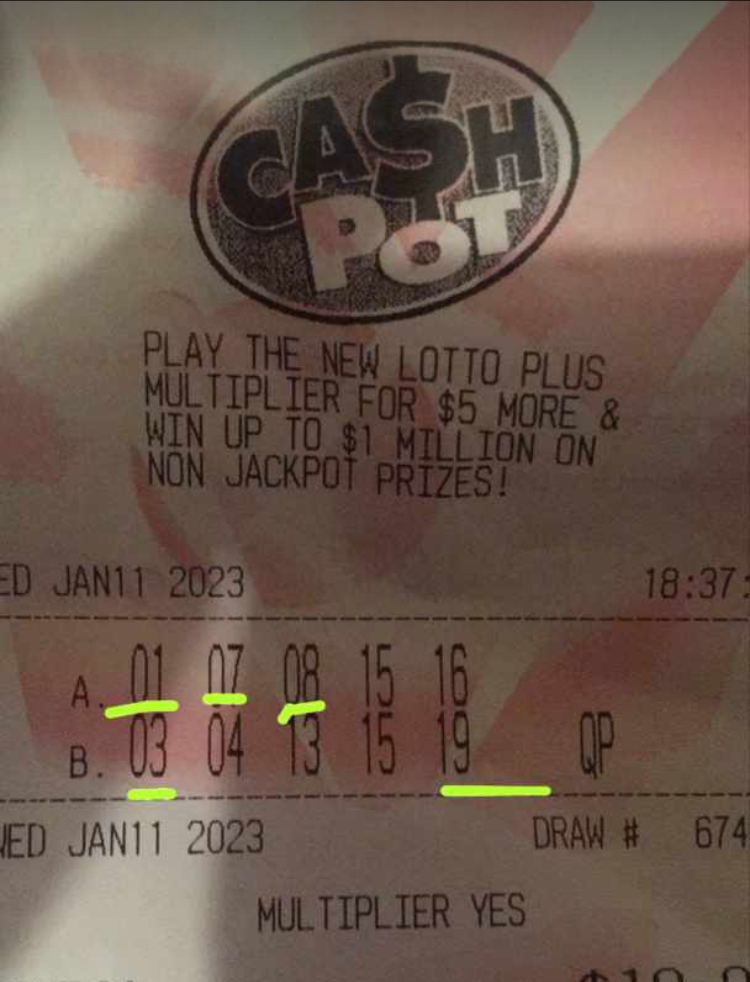 CA$H
POT
PLAY THE NEW LOTTO PLUS
MULTIPLIER FOR $5 MORE &
WIN UP TO $1 MILLION ON
NON JACKPOT PRIZES!
ED JAN11 2023 18:37:
A. 01 07 08 15 16
B. 03 04 13 15 19 QP
WED JAN11 2023 DRAW # 674
MULTIPLIER YES